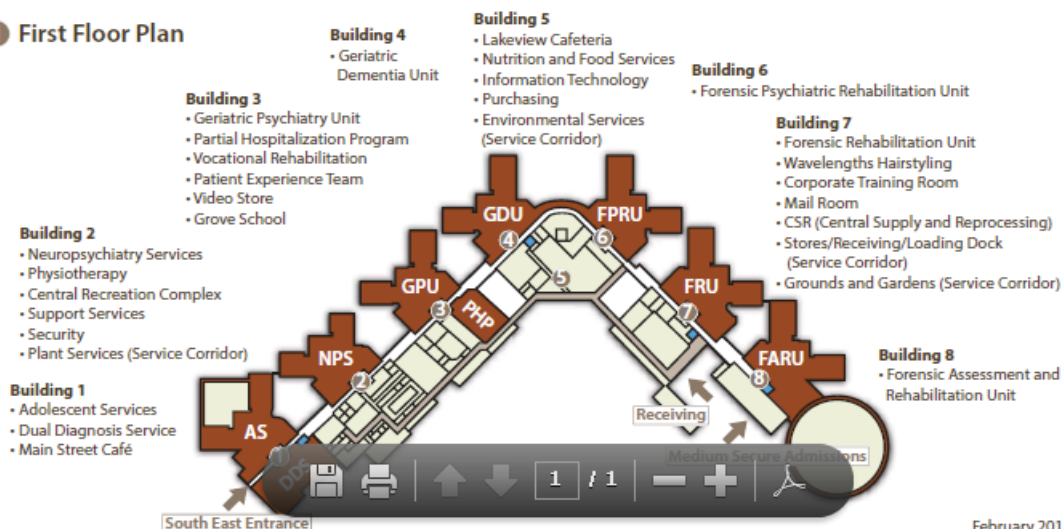 First Floor Plan
Building 4
• Geriatric
Dementia Unit
Building 5
• Lakeview Cafeteria
• Nutrition and Food Services
• Information Technology
• Purchasing
• Environmental Services
(Service Corridor)
Building 6
• Forensic Psychiatric Rehabilitation Unit
Building 3
• Geriatric Psychiatry Unit
• Partial Hospitalization Program
• Vocational Rehabilitation
• Patient Experience Team
• Video Store
• Grove School
Building 7
• Forensic Rehabilitation Unit
• Wavelengths Hairstyling
• Corporate Training Room
• Mail Room
• CSR (Central Supply and Reprocessing)
• Stores/Receiving/Loading Dock
(Service Corridor)
• Grounds and Gardens (Service Corridor)
Building 2
• Neuropsychiatry Services
• Physiotherapy
• Central Recreation Complex
• Support Services
• Security
• Plant Services (Service Corridor)
Building 1
• Adolescent Services
• Dual Diagnosis Service
• Main Street Café
Building 8
• Forensic Assessment and
Rehabilitation Unit
GDU
4
FPRU
6
5
GPU
3
PHP
FRU
7
NPS
2
FARU
8
AS
1
DDS
Receiving
Medium Secure Admissions
South East Entrance
1 / 1
February 201